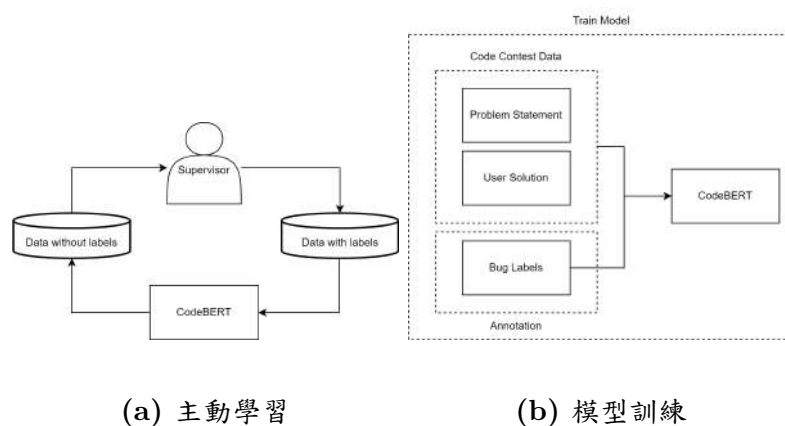 Supervisor
Data without labels
Data with labels
CodeBERT
(a) 主動學習
Train Model
Code Contest Data
Problem Statement
User Solution
CodeBERT
Bug Labels
Annotation
(b) 模型訓練